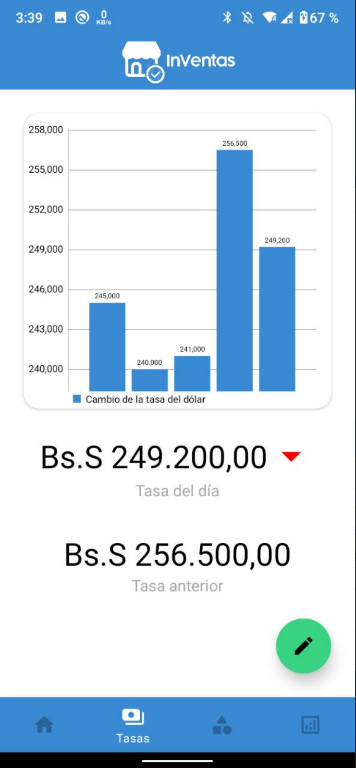 3:39
0
KB/s
67 %
InVentas
258,000
255,000
252,000
249,000
246,000
243,000
240,000
245,000
240,000
241,000
256,500
249,200
Cambio de la tasa del dólar
Bs.S 249.200,00
Tasa del día
Bs.S 256.500,00
Tasa anterior
Tasas